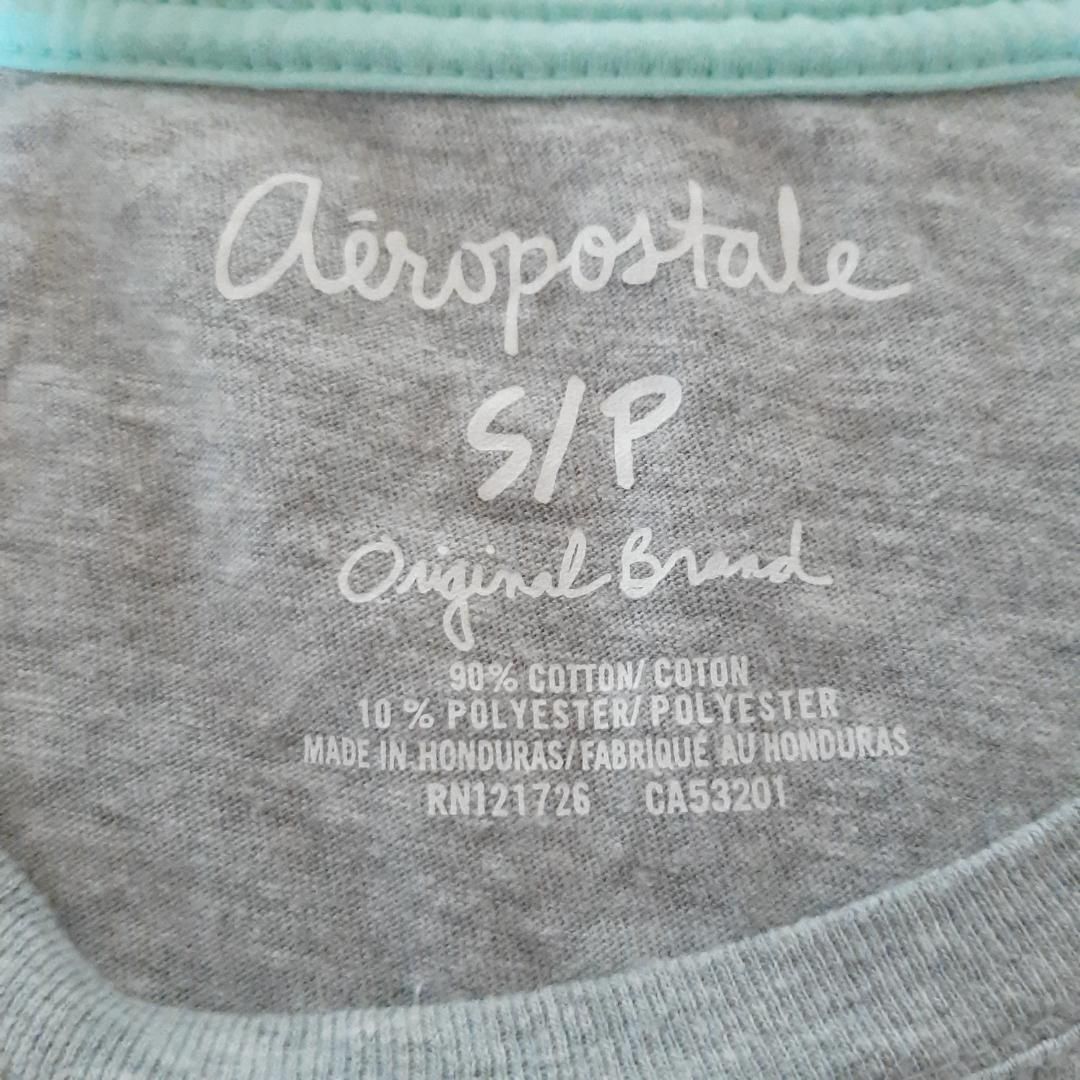 Aéropostale
S/P
Original Brand
90% COTTON/COTON
10% POLYESTER/POLYESTER
MADE IN HONDURAS/FABRIQUÉ AU HONDURAS
RN121726 CA53201